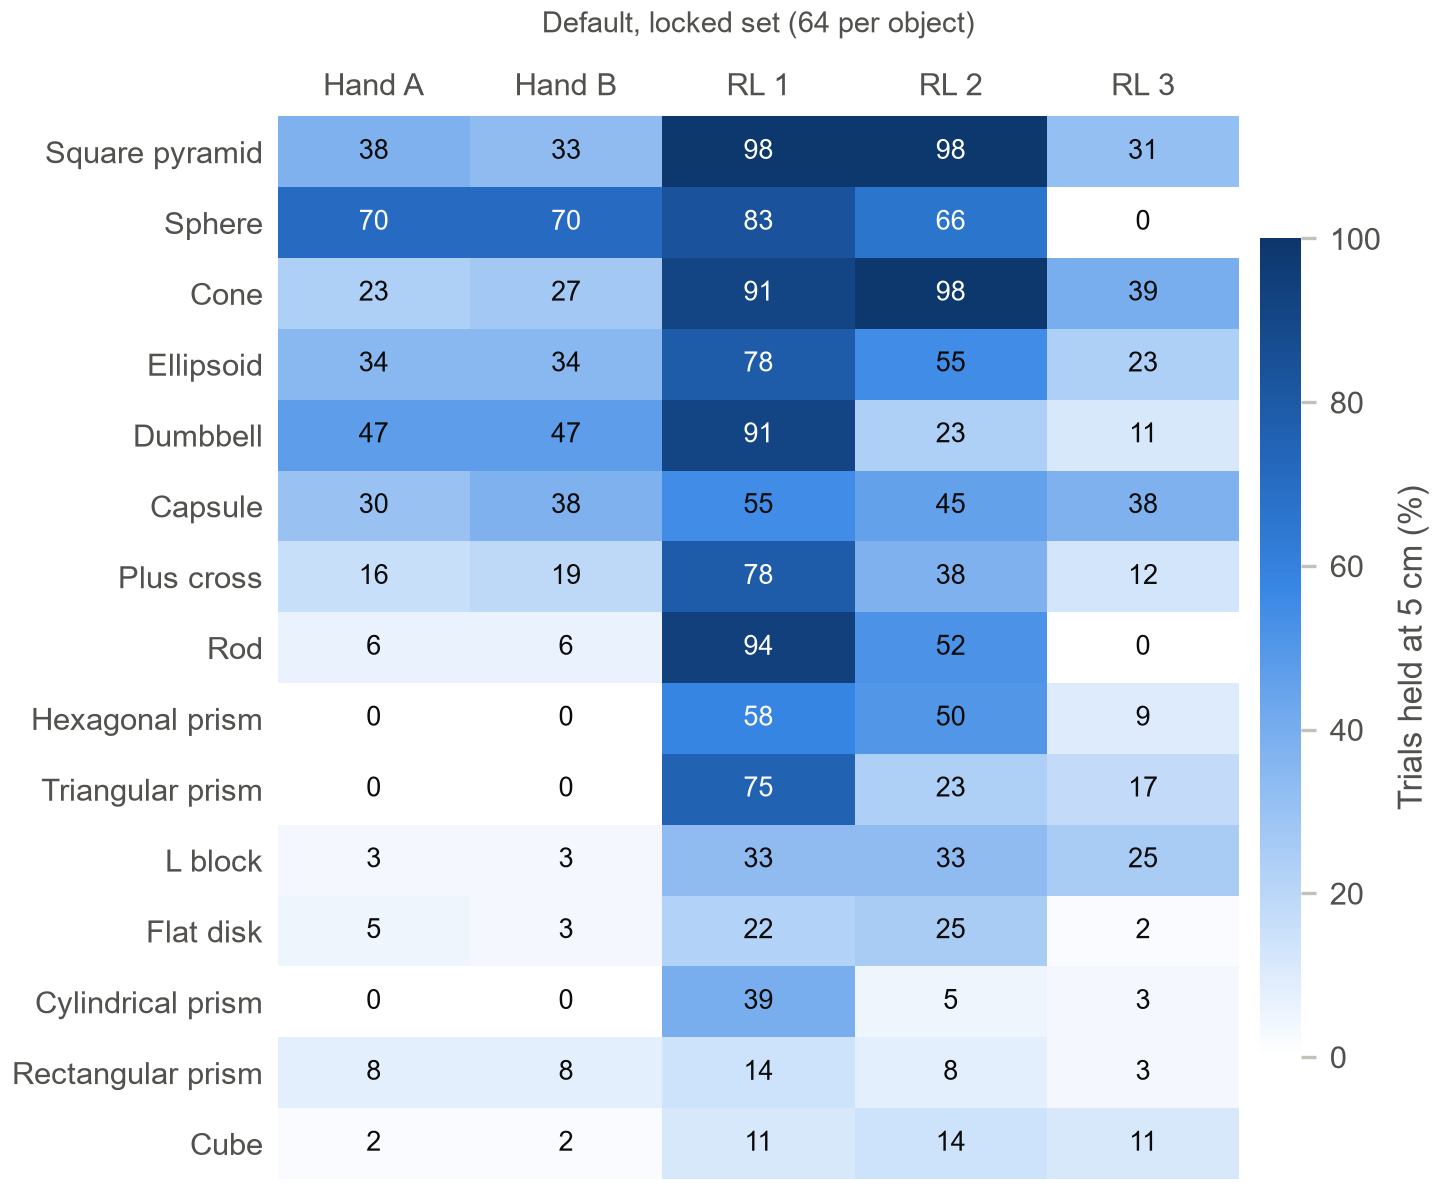 Default, locked set (64 per object)
Hand A Hand B RL 1 RL 2 RL 3
Square pyramid 38 33 98 98 31
Sphere 70 70 83 66 0
Cone 23 27 91 98 39
Ellipsoid 34 34 78 55 23
Dumbbell 47 47 91 23 11
Capsule 30 38 55 45 38
Plus cross 16 19 78 38 12
Rod 6 6 94 52 0
Hexagonal prism 0 0 58 50 9
Triangular prism 0 0 75 23 17
L block 3 3 33 33 25
Flat disk 5 3 22 25 2
Cylindrical prism 0 0 39 5 3
Rectangular prism 8 8 14 8 3
Cube 2 2 11 14 11
100
80
60
40
20
0
Trials held at 5 cm (%)